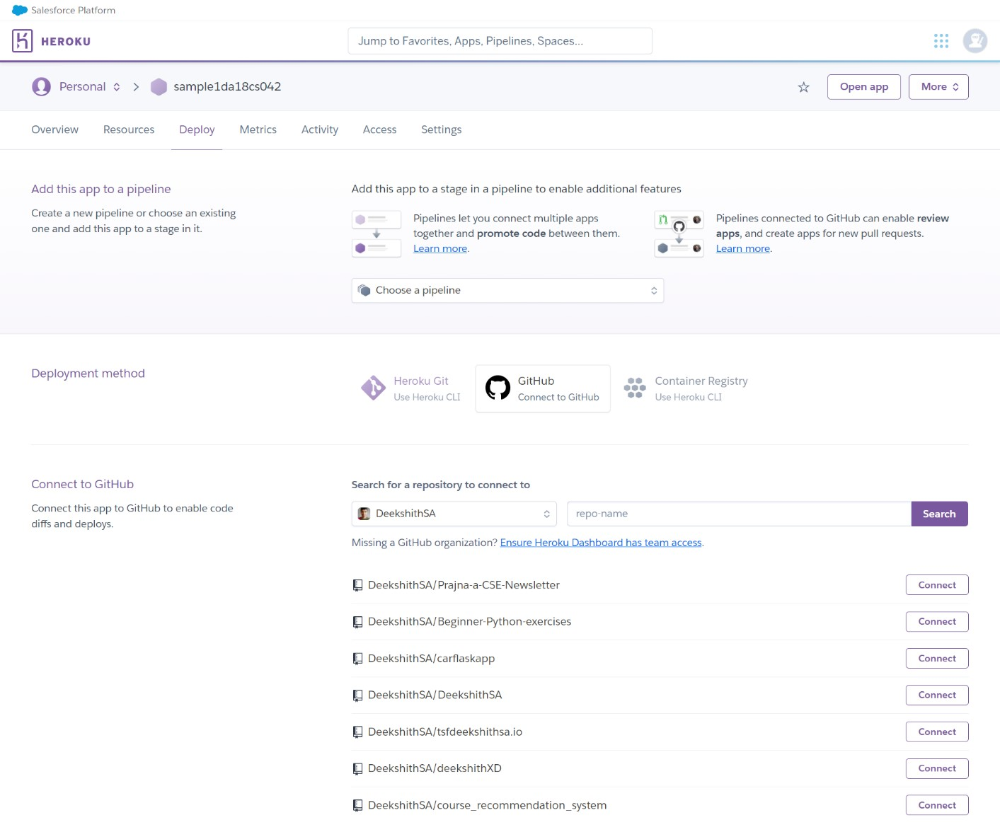 Salesforce Platform
HEROKU
Jump to Favorites, Apps, Pipelines, Spaces...
Personal
sample1da18cs042
Open app
More
Overview
Resources
Deploy
Metrics
Activity
Access
Settings
Add this app to a pipeline
Create a new pipeline or choose an existing
one and add this app to a stage in it.
Add this app to a stage in a pipeline to enable additional features
Pipelines let you connect multiple apps
together and promote code between them.
Learn more.
Pipelines connected to GitHub can enable review
apps, and create apps for new pull requests.
Learn more.
Choose a pipeline
Deployment method
Heroku Git
Use Heroku CLI
GitHub
Connect to GitHub
Container Registry
Use Heroku CLI
Connect to GitHub
Connect this app to GitHub to enable code
diffs and deploys.
Search for a repository to connect to
DeekshithSA
repo-name
Search
Missing a GitHub organization? Ensure Heroku Dashboard has team access.
DeekshithSA/Prajna-a-CSE-Newsletter
Connect
DeekshithSA/Beginner-Python-exercises
Connect
DeekshithSA/carflaskapp
Connect
DeekshithSA/DeekshithSA
Connect
DeekshithSA/tsfdeekshithsa.io
Connect
DeekshithSA/deekshithXD
Connect
DeekshithSA/course_recommendation_system
Connect